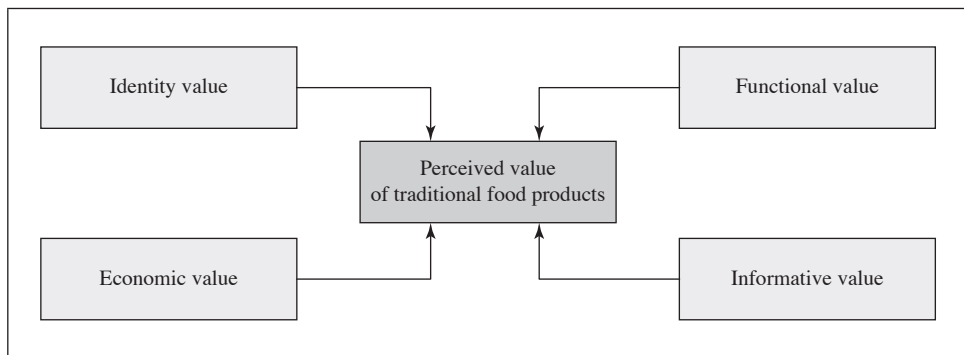 Identity value
Functional value
Perceived value
of traditional food products
Economic value
Informative value